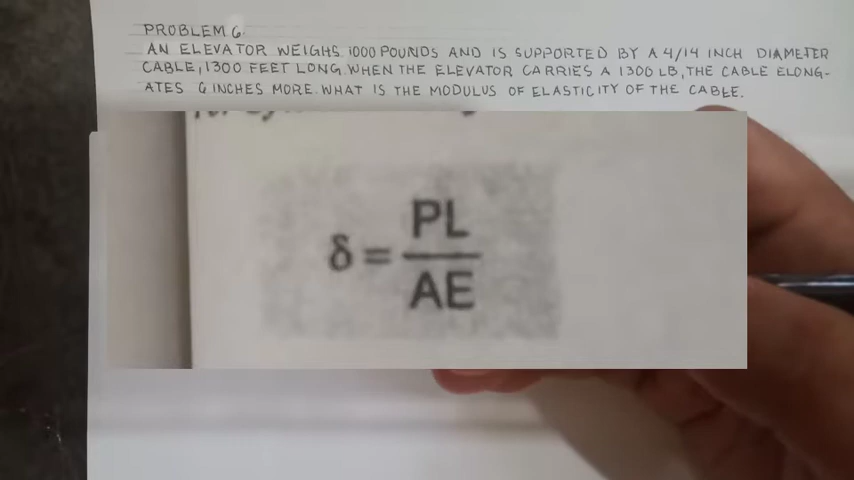 PROBLEM 6.
AN ELEVATOR WEIGHS 1000 POUNDS AND IS SUPPORTED BY A 4/14 INCH DIAMETER
CABLE, 1300 FEET LONG. WHEN THE ELEVATOR CARRIES A 1300 LB, THE CABLE ELONG-
ATES 6 INCHES MORE. WHAT IS THE MODULUS OF ELASTICITY OF THE CABLE.
δ = PL
AE